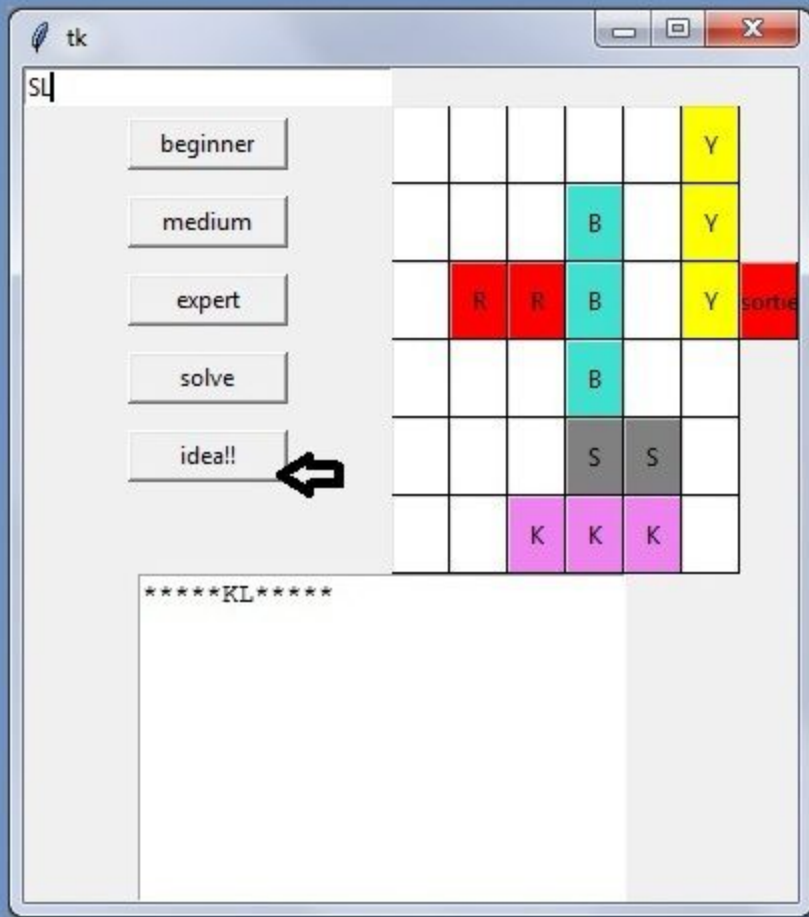 tk
SL
beginner
Y
medium
B
Y
expert
R R B Y sortie
solve
B
idea!!
S S
K K K
*****KL*****